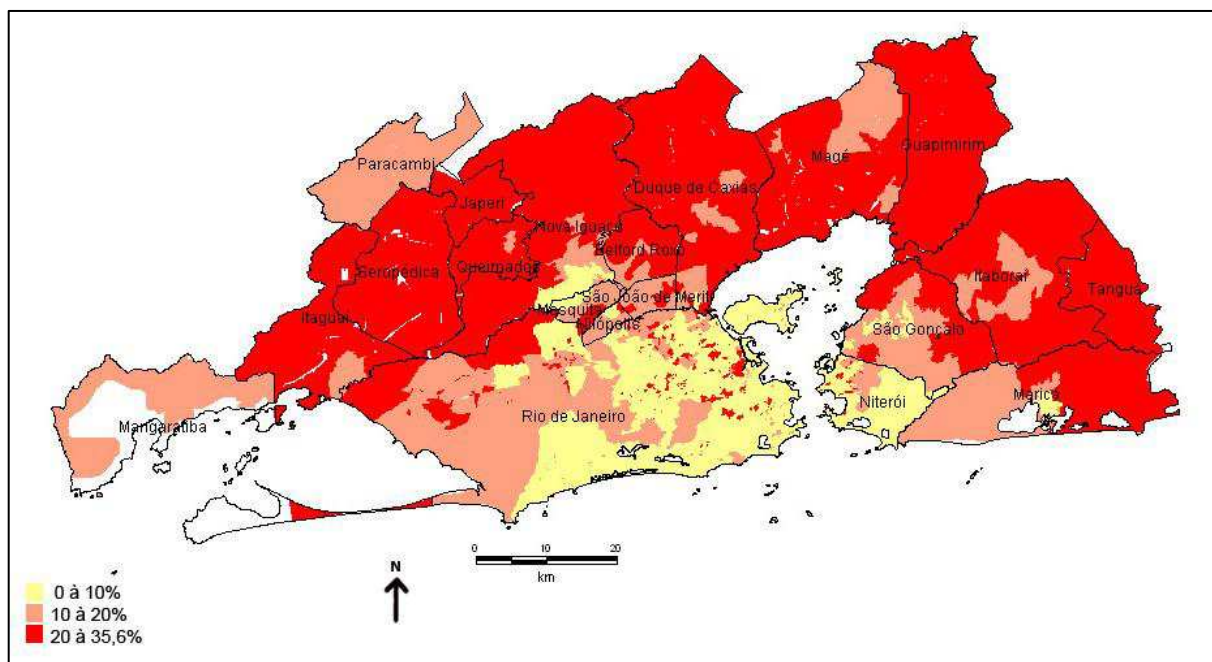 Paracambi
Magé
Guapimirim
Duque de Caxias
Japeri
Nova Iguaçu
Belford Roxo
Seropédica
Queimados
Itaboraí
Tanguá
São João de Meriti
Mesquita
Nilópolis
Itaguaí
São Gonçalo
Niterói
Maricá
Rio de Janeiro
Mangaratiba
0 10 20
km
N
0 à 10%
10 à 20%
20 à 35,6%